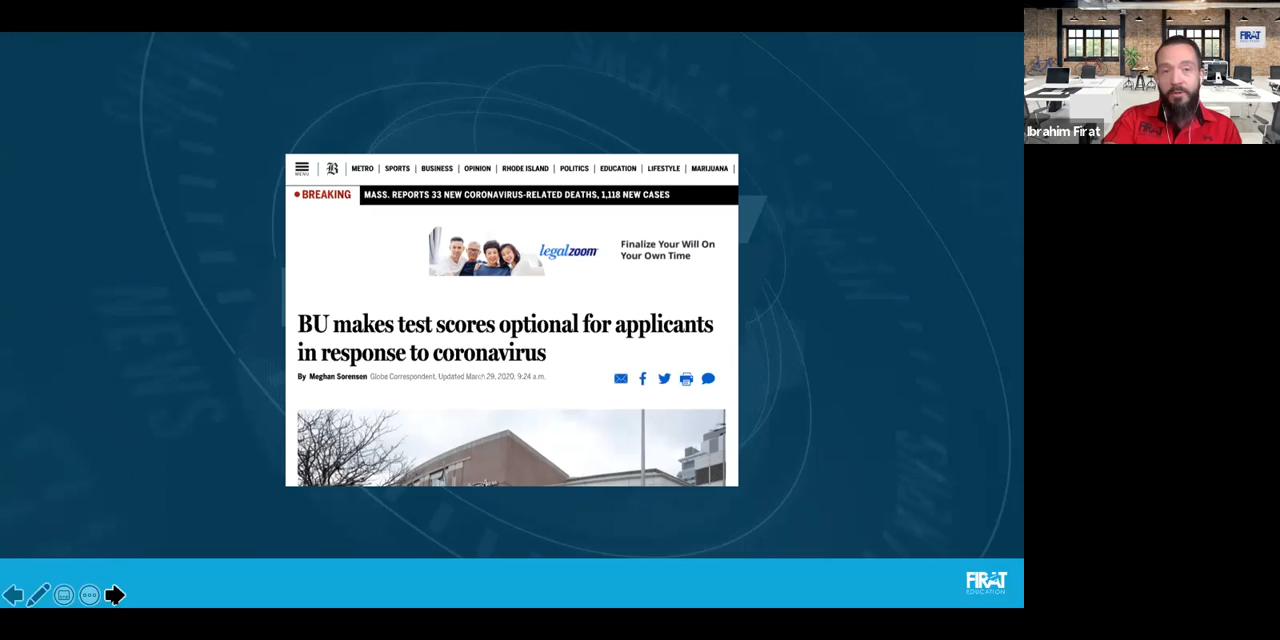 MENU
B
METRO | SPORTS | BUSINESS | OPINION | RHODE ISLAND | POLITICS | EDUCATION | LIFESTYLE | MARIJUANA |
BREAKING
MASS. REPORTS 33 NEW CORONAVIRUS-RELATED DEATHS, 1,118 NEW CASES
legalzoom
Finalize Your Will On
Your Own Time
BU makes test scores optional for applicants
in response to coronavirus
By Meghan Sorensen Globe Correspondent, Updated March 29, 2020, 9:24 a.m.
FIRAT
EDUCATION
FIRAT
FIRAT
Ibrahim Firat
NEWS